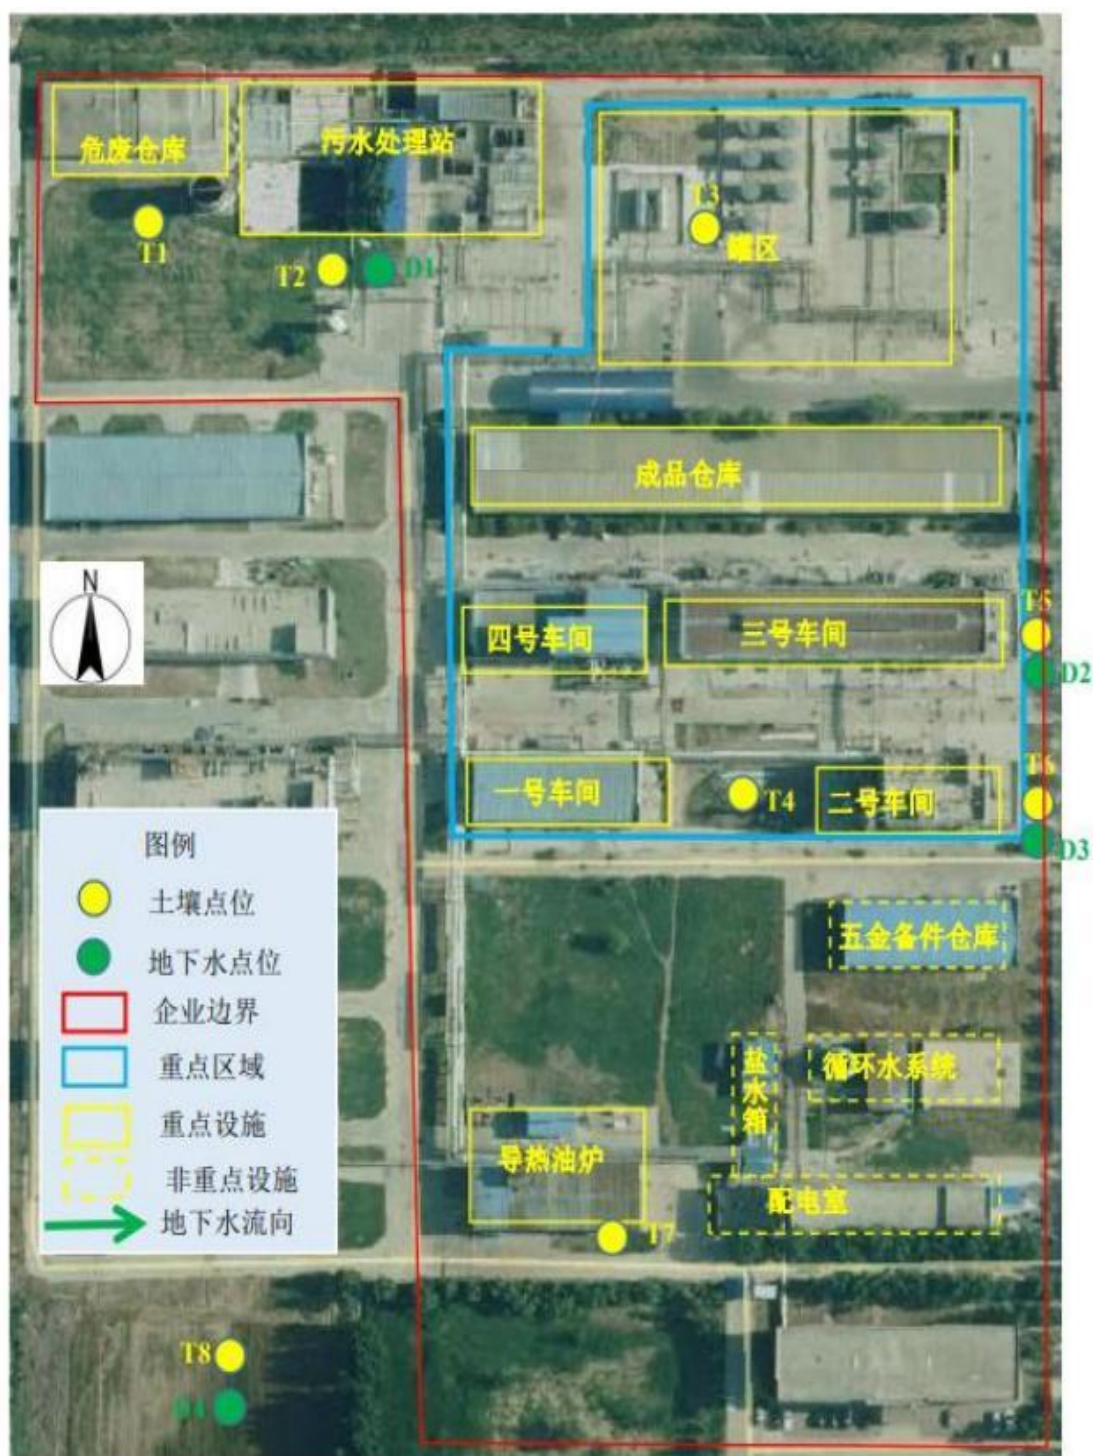 危废仓库
污水处理站
T3
罐区
T1
T2
D1
成品仓库
N
四号车间
三号车间
T5
D2
一号车间
T4
二号车间
T6
D3
图例
土壤点位
地下水点位
企业边界
重点区域
重点设施
非重点设施
地下水流向
五金备件仓库
盐水箱
循环水系统
导热油炉
配电室
T7
T8
D4